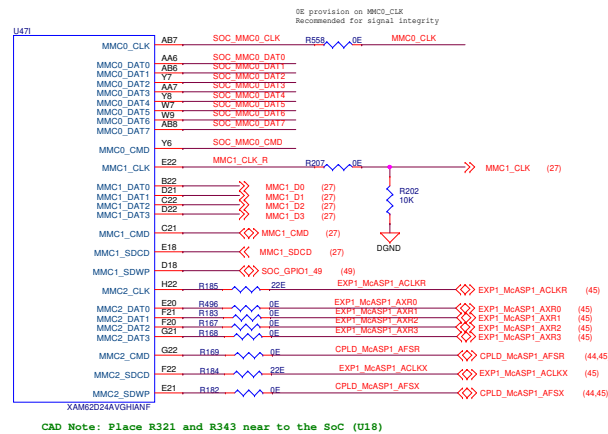 0E provision on MMC0_CLK
Recommended for signal integrity
U47I
MMC0_CLK AB7 SOC_MMC0_CLK R558 0E MMC0_CLK
MMC0_DAT0 AA6 SOC_MMC0_DAT0
MMC0_DAT1 AB6 SOC_MMC0_DAT1
MMC0_DAT2 Y7 SOC_MMC0_DAT2
MMC0_DAT3 AA7 SOC_MMC0_DAT3
MMC0_DAT4 Y8 SOC_MMC0_DAT4
MMC0_DAT5 W7 SOC_MMC0_DAT5
MMC0_DAT6 W9 SOC_MMC0_DAT6
MMC0_DAT7 AB8 SOC_MMC0_DAT7
MMC0_CMD Y6 SOC_MMC0_CMD
MMC1_CLK E22 MMC1_CLK_R R207 0E MMC1_CLK (27)
R202
10K
DGND
MMC1_DAT0 B22 MMC1_D0 (27)
MMC1_DAT1 D21 MMC1_D1 (27)
MMC1_DAT2 C22 MMC1_D2 (27)
MMC1_DAT3 D22 MMC1_D3 (27)
MMC1_CMD C21 MMC1_CMD (27)
MMC1_SDCD E18 MMC1_SDCD (27)
MMC1_SDWP D18 SOC_GPIO1_49 (49)
MMC2_CLK H22 R185 22E EXP1_McASP1_ACLKR EXP1_McASP1_ACLKR (45)
MMC2_DAT0 E20 R496 0E EXP1_McASP1_AXR0 EXP1_McASP1_AXR0 (45)
MMC2_DAT1 F21 R183 0E EXP1_McASP1_AXR1 EXP1_McASP1_AXR1 (45)
MMC2_DAT2 F20 R167 0E EXP1_McASP1_AXR2 EXP1_McASP1_AXR2 (45)
MMC2_DAT3 G21 R168 0E EXP1_McASP1_AXR3 EXP1_McASP1_AXR3 (45)
MMC2_CMD G22 R169 0E CPLD_McASP1_AFSR CPLD_McASP1_AFSR (44,45)
MMC2_SDCD F22 R184 22E EXP1_McASP1_ACLKX EXP1_McASP1_ACLKX (45)
MMC2_SDWP E21 R182 0E CPLD_McASP1_AFSX CPLD_McASP1_AFSX (44,45)
XAM62D24AVGHIANF
CAD Note: Place R321 and R343 near to the SoC (U18)